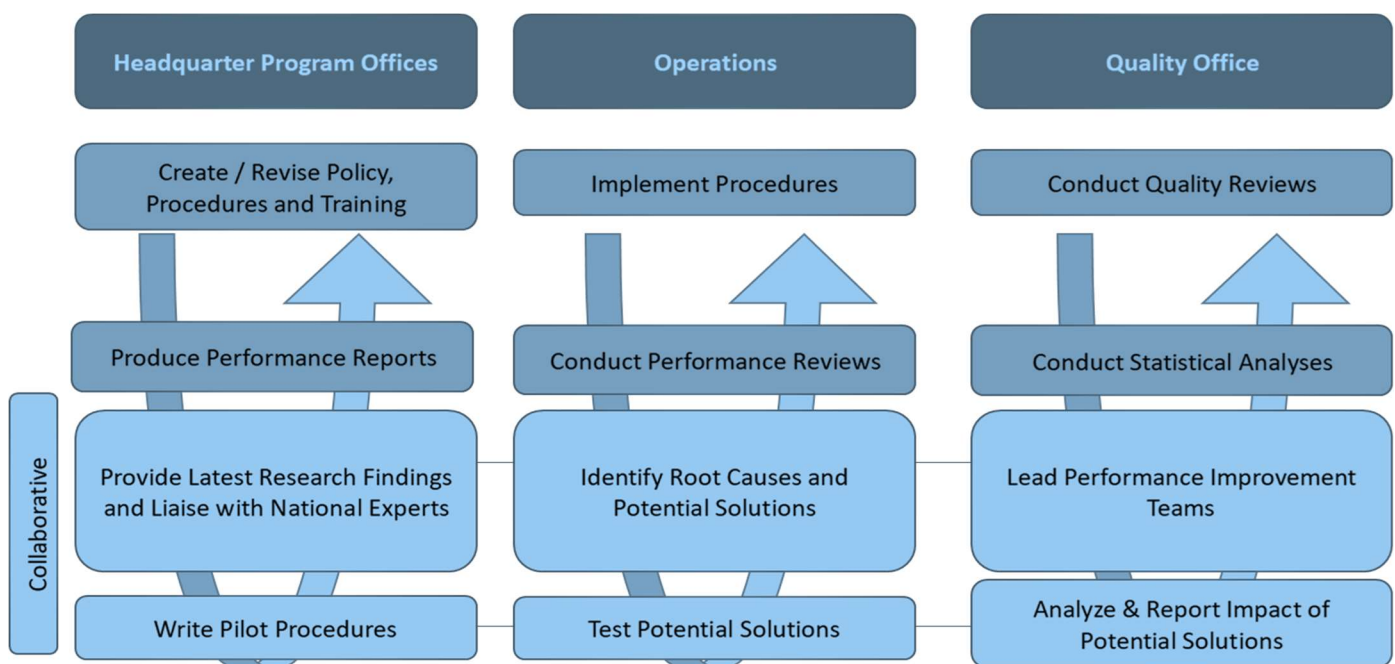 Headquarter Program Offices
Operations
Quality Office
Create / Revise Policy,
Procedures and Training
Implement Procedures
Conduct Quality Reviews
Produce Performance Reports
Conduct Performance Reviews
Conduct Statistical Analyses
Collaborative
Provide Latest Research Findings
and Liaise with National Experts
Identify Root Causes and
Potential Solutions
Lead Performance Improvement
Teams
Write Pilot Procedures
Test Potential Solutions
Analyze & Report Impact of
Potential Solutions